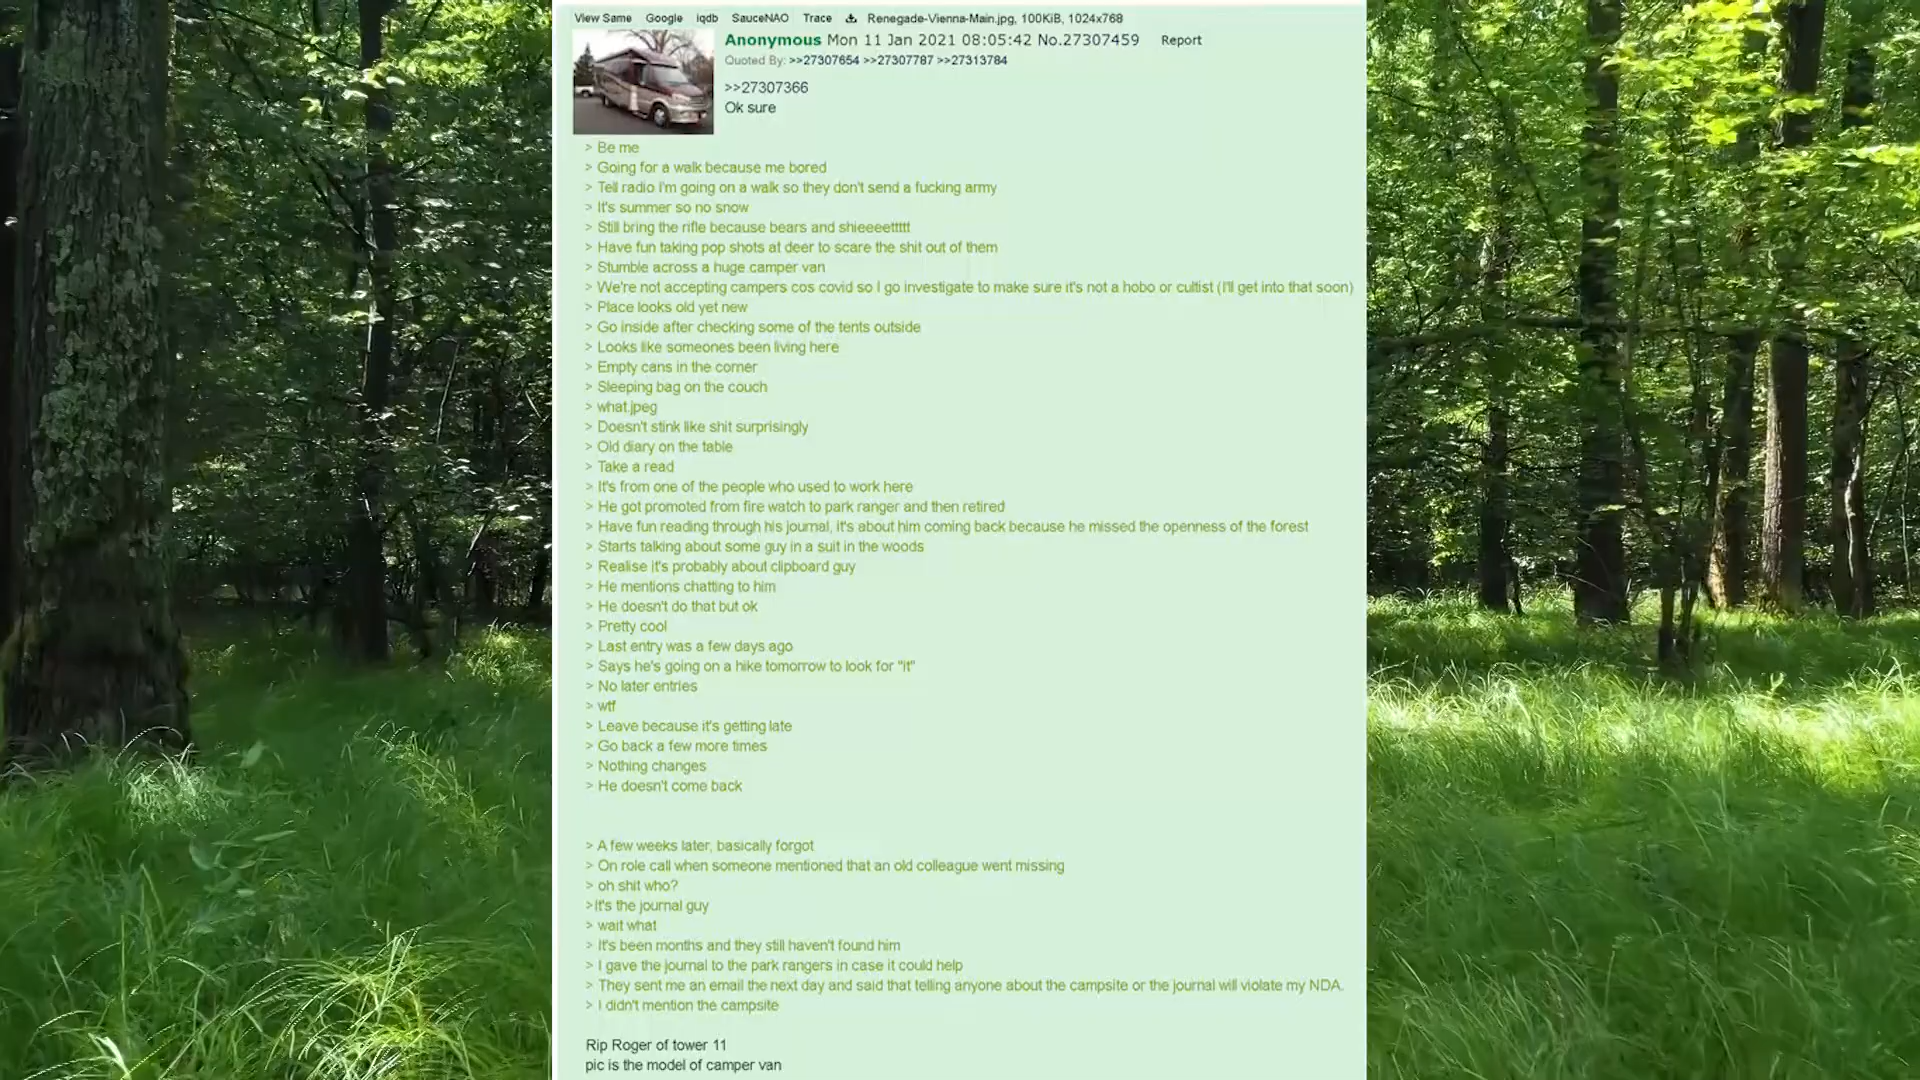 View Same Google iqdb SauceNAO Trace Renegade-Vienna-Main.jpg, 100KiB, 1024x768
Anonymous Mon 11 Jan 2021 08:05:42 No.27307459 Report
Quoted By: >>27307654 >>27307787 >>27313784
>>27307366
Ok sure
> Be me
> Going for a walk because me bored
> Tell radio I'm going on a walk so they don't send a fucking army
> It's summer so no snow
> Still bring the rifle because bears and shieeeettttt
> Have fun taking pop shots at deer to scare the shit out of them
> Stumble across a huge camper van
> We're not accepting campers cos covid so I go investigate to make sure it's not a hobo or cultist (I'll get into that soon)
> Place looks old yet new
> Go inside after checking some of the tents outside
> Looks like someones been living here
> Empty cans in the corner
> Sleeping bag on the couch
> what.jpeg
> Doesn't stink like shit surprisingly
> Old diary on the table
> Take a read
> It's from one of the people who used to work here
> He got promoted from fire watch to park ranger and then retired
> Have fun reading through his journal, it's about him coming back because he missed the openness of the forest
> Starts talking about some guy in a suit in the woods
> Realise it's probably about clipboard guy
> He mentions chatting to him
> He doesn't do that but ok
> Pretty cool
> Last entry was a few days ago
> Says he's going on a hike tomorrow to look for "it"
> No later entries
> wtf
> Leave because it's getting late
> Go back a few more times
> Nothing changes
> He doesn't come back
> A few weeks later, basically forgot
> On role call when someone mentioned that an old colleague went missing
> oh shit who?
>It's the journal guy
> wait what
> It's been months and they still haven't found him
> I gave the journal to the park rangers in case it could help
> They sent me an email the next day and said that telling anyone about the campsite or the journal will violate my NDA.
> I didn't mention the campsite
Rip Roger of tower 11
pic is the model of camper van